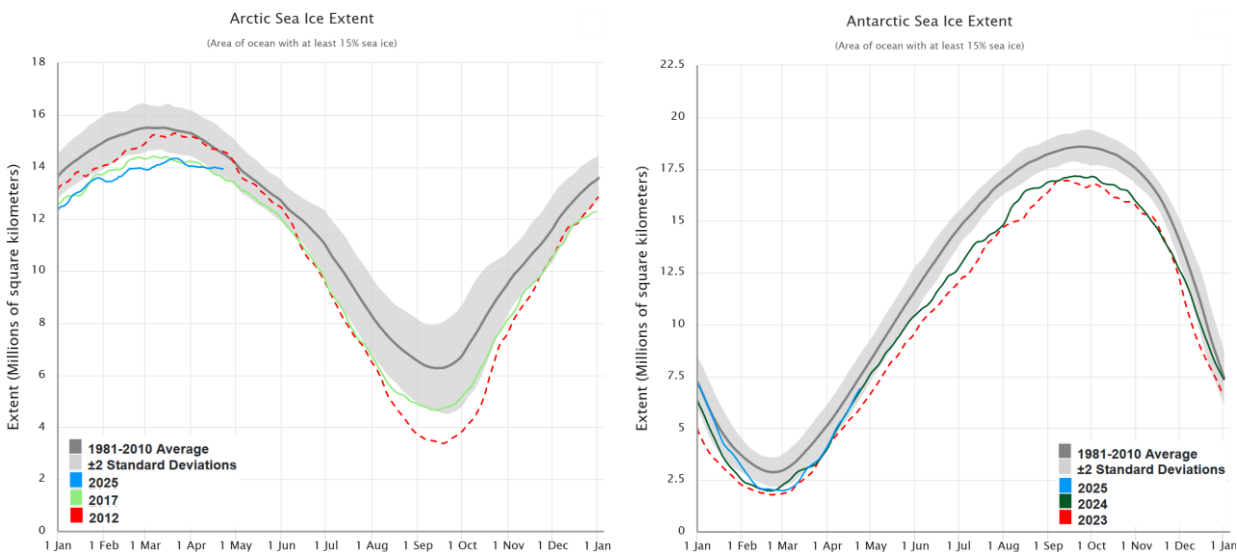 Arctic Sea Ice Extent
(Area of ocean with at least 15% sea ice)
Extent (Millions of square kilometers)
18
16
14
12
10
8
6
4
2
0
1981-2010 Average
±2 Standard Deviations
2025
2017
2012
1 Jan 1 Feb 1 Mar 1 Apr 1 May 1 Jun 1 Jul 1 Aug 1 Sep 1 Oct 1 Nov 1 Dec 1 Jan
Antarctic Sea Ice Extent
(Area of ocean with at least 15% sea ice)
Extent (Millions of square kilometers)
22.5
20
17.5
15
12.5
10
7.5
5
2.5
0
1981-2010 Average
±2 Standard Deviations
2025
2024
2023
1 Jan 1 Feb 1 Mar 1 Apr 1 May 1 Jun 1 Jul 1 Aug 1 Sep 1 Oct 1 Nov 1 Dec 1 Jan